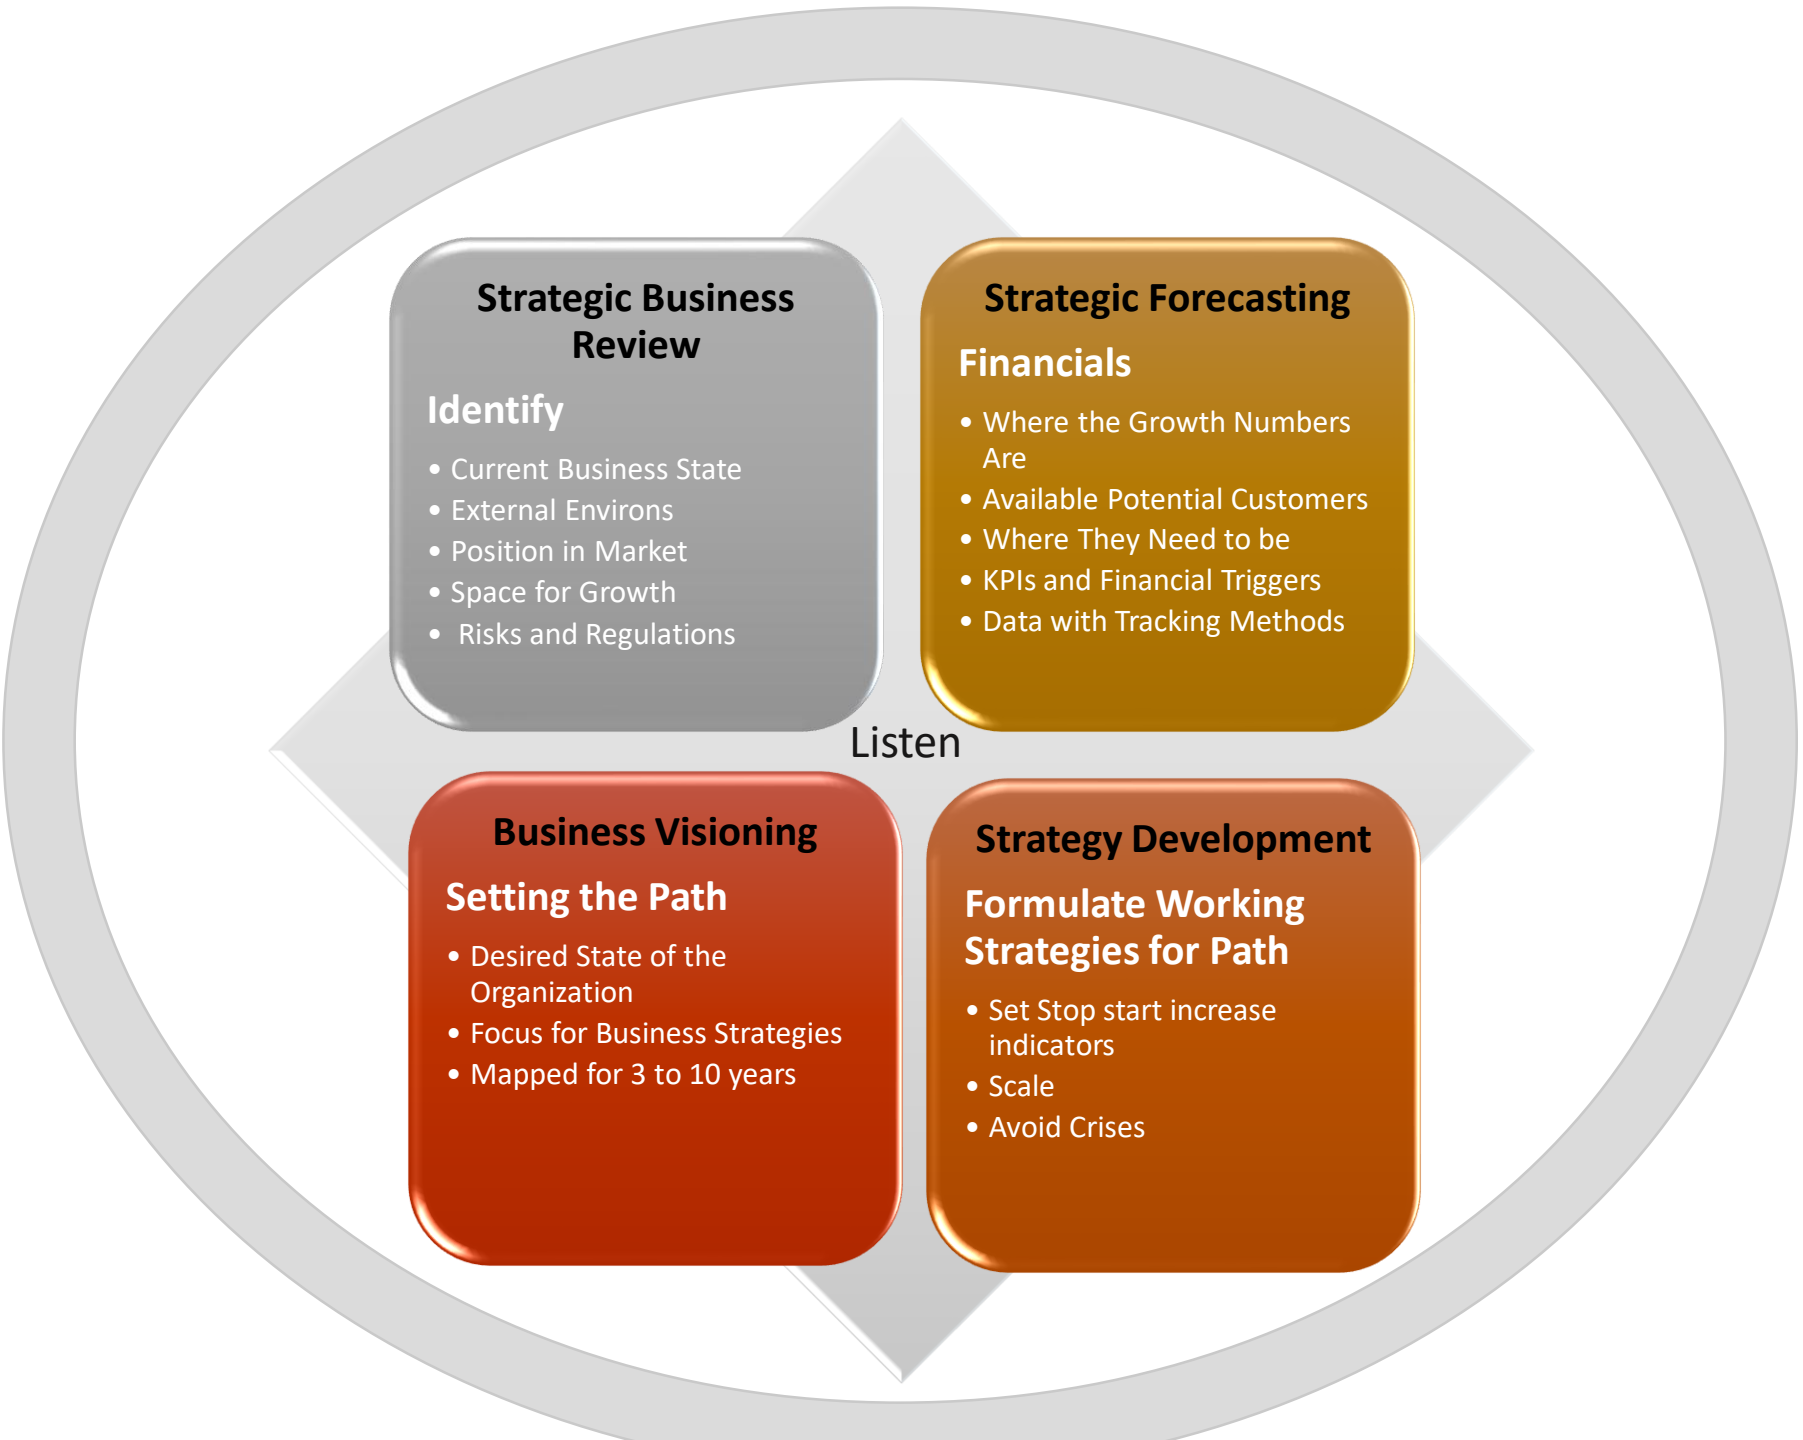 Strategic Business
Review
Identify
• Current Business State
• External Environs
• Position in Market
• Space for Growth
• Risks and Regulations
Strategic Forecasting
Financials
• Where the Growth Numbers
Are
• Available Potential Customers
• Where They Need to be
• KPIs and Financial Triggers
• Data with Tracking Methods
Listen
Business Visioning
Setting the Path
• Desired State of the
Organization
• Focus for Business Strategies
• Mapped for 3 to 10 years
Strategy Development
Formulate Working
Strategies for Path
• Set Stop start increase
indicators
• Scale
• Avoid Crises